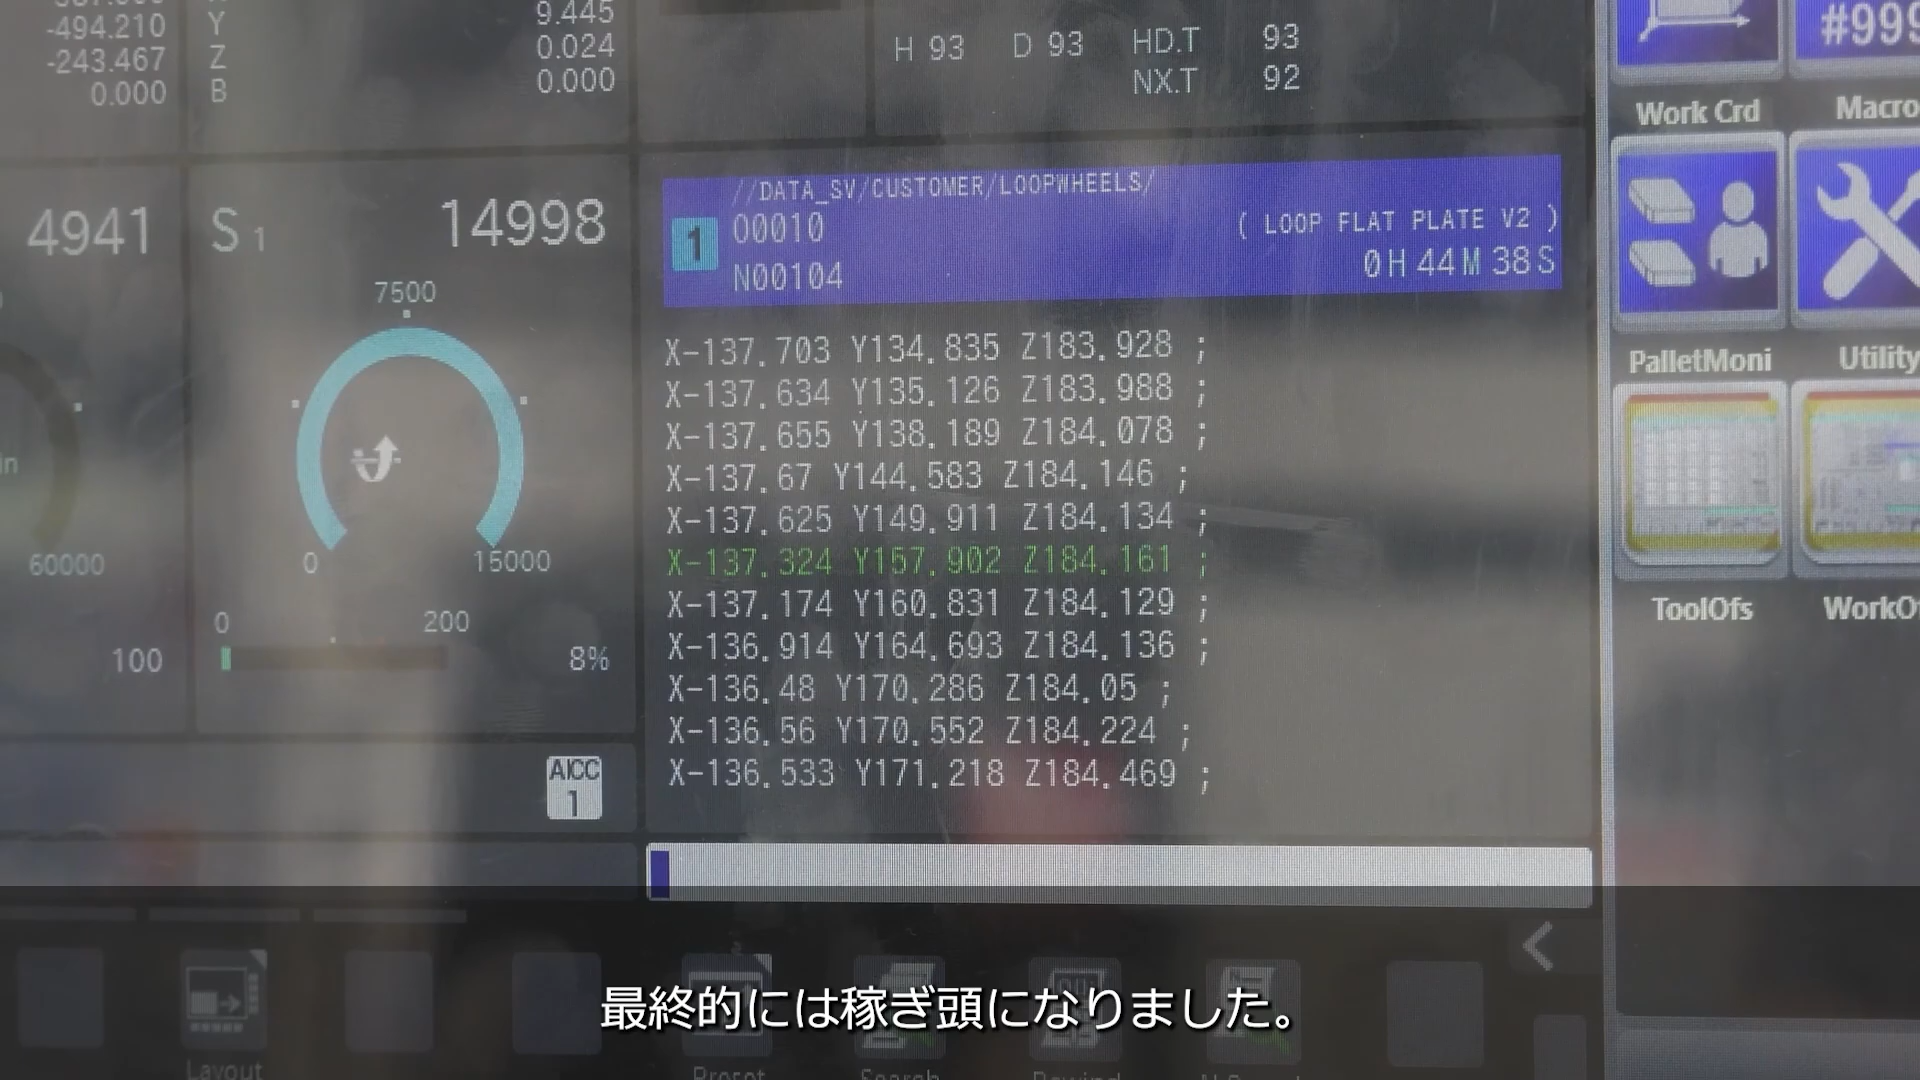 -494.210 Y 9.445
-243.467 Z 0.024
0.000 B 0.000
H 93 D 93 HD.T 93
NX.T 92
#999
Work Crd
Macro
4941
S 1 14998
7500
0
15000
60000
0
200
100
8%
AICC
1
//DATA_SV/CUSTOMER/LOOPWHEELS/
1
O0010
( LOOP FLAT PLATE V2 )
N00104
0H 44M 38S
X-137.703 Y134.835 Z183.928 ;
X-137.634 Y135.126 Z183.988 ;
X-137.655 Y138.189 Z184.078 ;
X-137.67 Y144.583 Z184.146 ;
X-137.625 Y149.911 Z184.134 ;
X-137.324 Y157.902 Z184.161 ;
X-137.174 Y160.831 Z184.129 ;
X-136.914 Y164.693 Z184.136 ;
X-136.48 Y170.286 Z184.05 ;
X-136.56 Y170.552 Z184.224 ;
X-136.533 Y171.218 Z184.469 ;
PalletMoni
Utility
ToolOfs
Layout
Preset
Search
最終的には稼ぎ頭になりました。